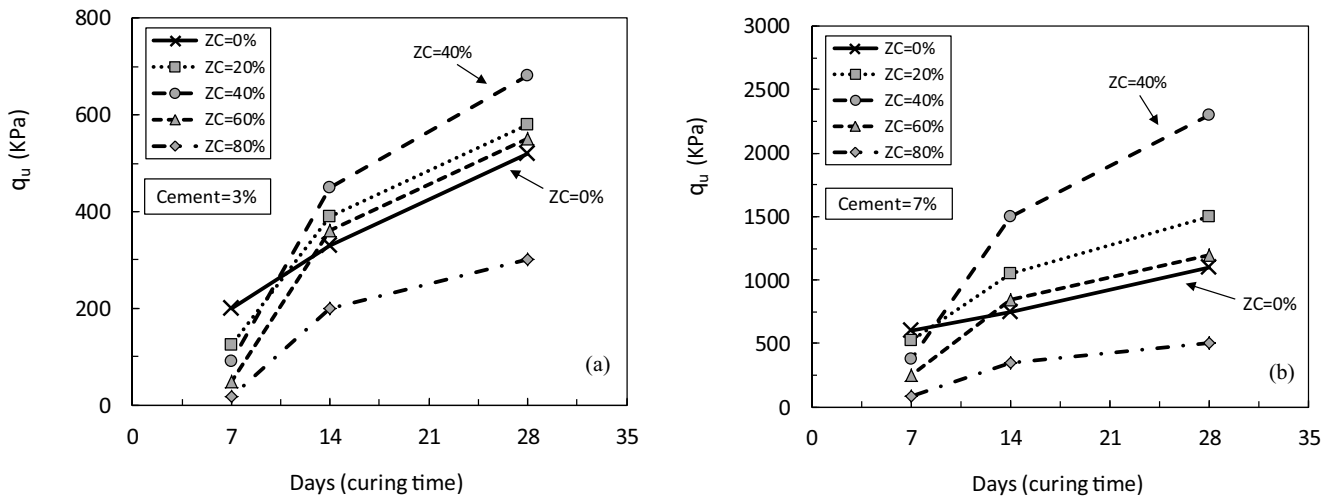 800
600
400
200
0
q_u (KPa)
ZC=0%
ZC=20%
ZC=40%
ZC=60%
ZC=80%
Cement=3%
ZC=40%
ZC=0%
(a)
0 7 14 21 28 35
Days (curing time)
3000
2500
2000
1500
1000
500
0
q_u (KPa)
ZC=0%
ZC=20%
ZC=40%
ZC=60%
ZC=80%
Cement=7%
ZC=40%
ZC=0%
(b)
0 7 14 21 28 35
Days (curing time)